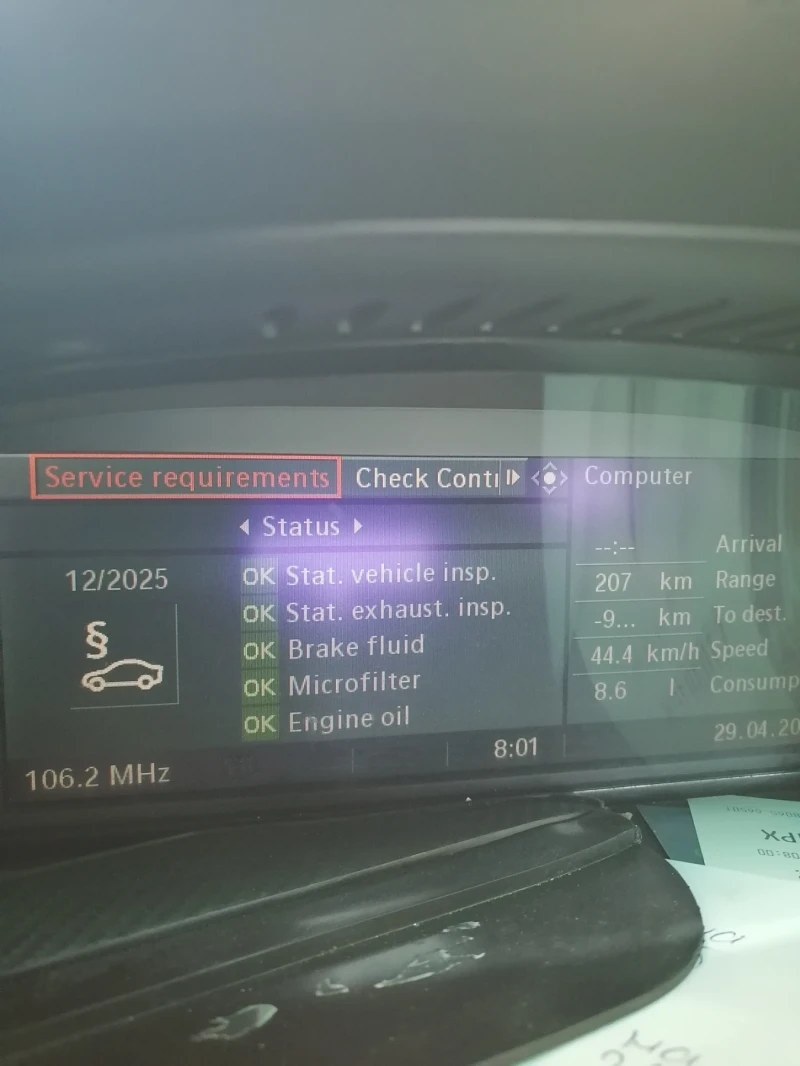 Service requirements
Check Conti
Computer
Status
12/2025
§
OK Stat. vehicle insp.
OK Stat. exhaust. insp.
OK Brake fluid
OK Microfilter
OK Engine oil
--:-- Arrival
207 km Range
-9... km To dest.
44.4 km/h Speed
8.6 l Consump
106.2 MHz
8:01
29.04.20